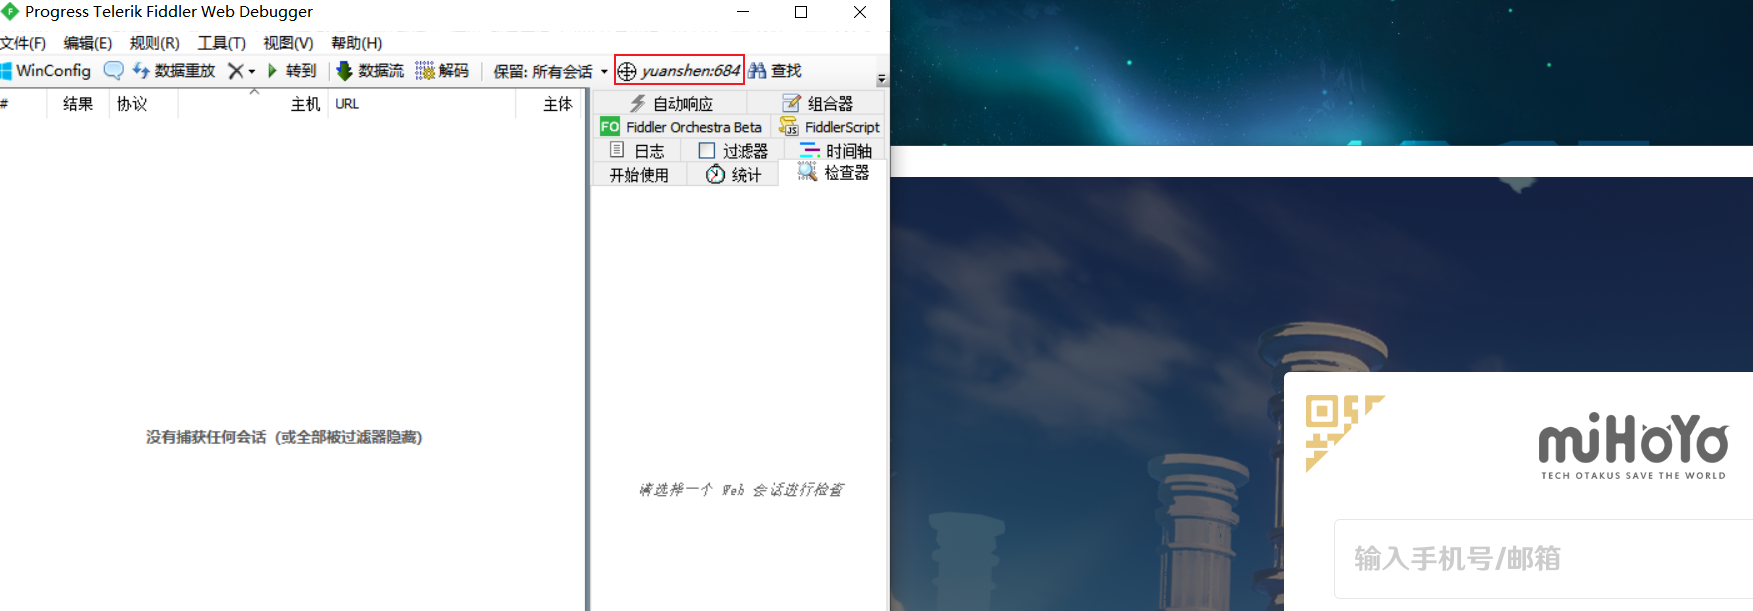 Progress Telerik Fiddler Web Debugger
文件(F) 编辑(E) 规则(R) 工具(T) 视图(V) 帮助(H)
WinConfig 数据重放 转到 数据流 解码 保留: 所有会话 yuanshen:684 查找
# 结果 协议 主机 URL 主体
自动响应 组合器
FO Fiddler Orchestra Beta JS FiddlerScript
日志 过滤器 时间轴
开始使用 统计 检查器
没有捕获任何会话 (或全部被过滤器隐藏)
请选择一个 Web 会话进行检查
miHoYo
TECH OTAKUS SAVE THE WORLD
输入手机号/邮箱